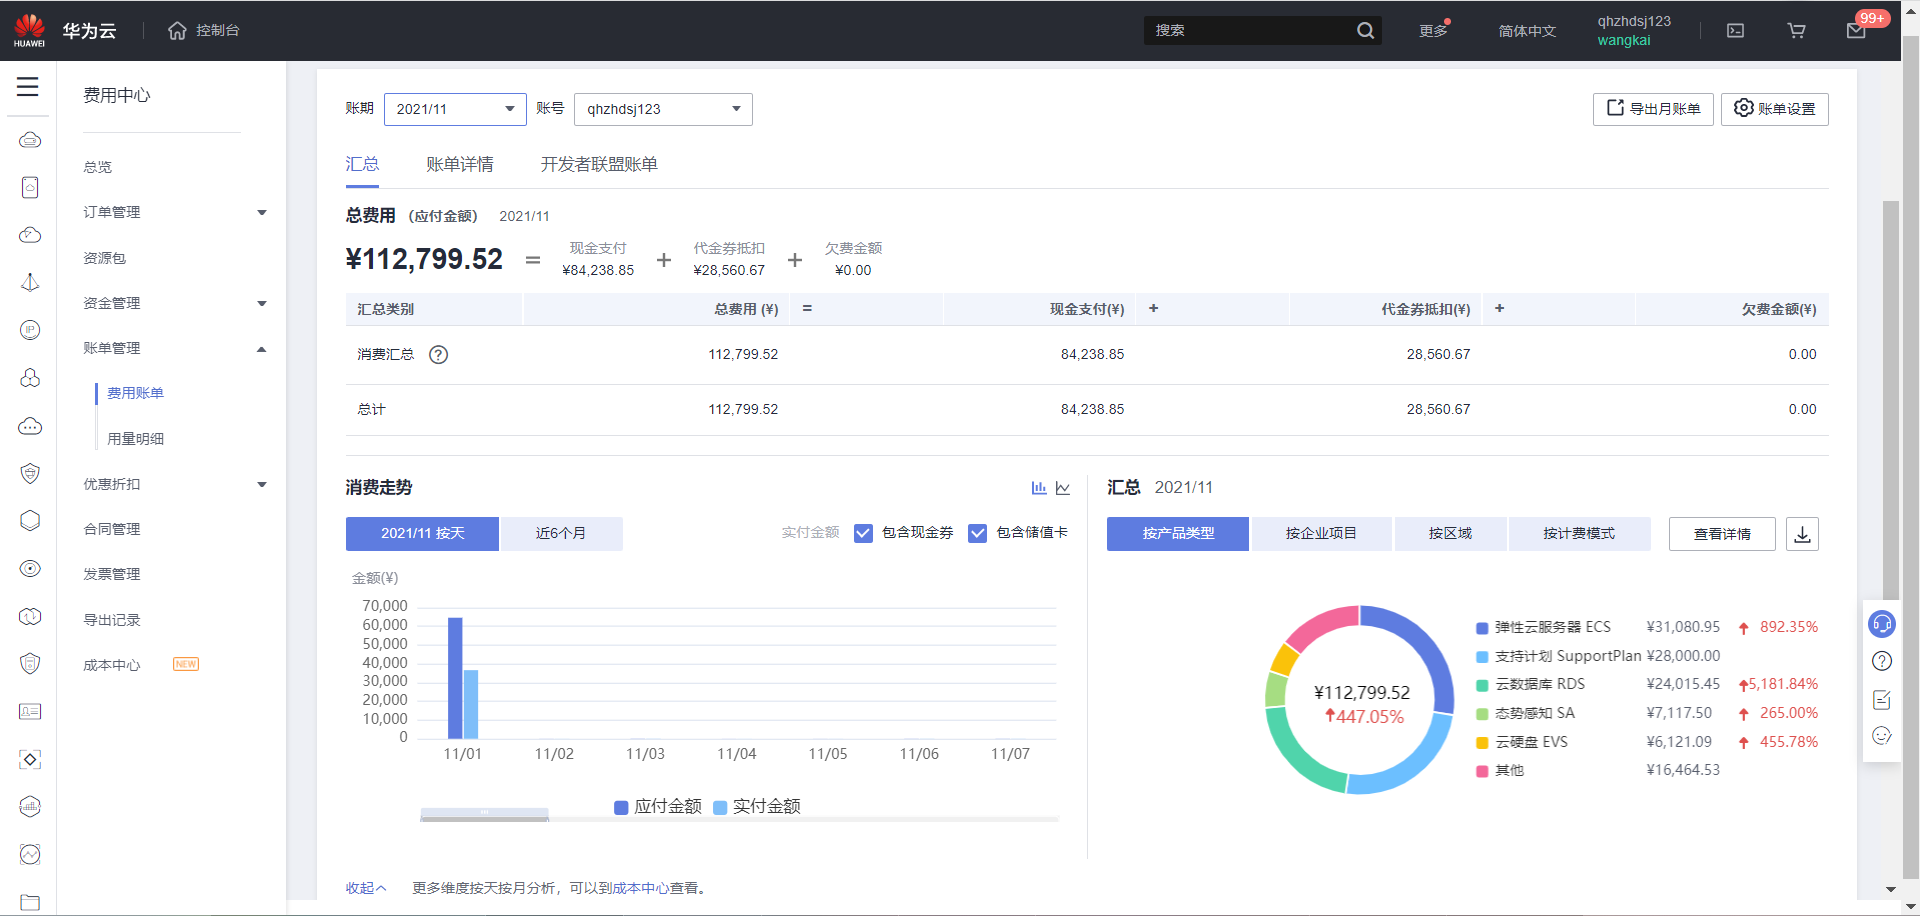 HUAWEI
华为云
控制台
搜索
更多
简体中文
qhzhdsj123
wangkai
99+
费用中心
总览
订单管理
资源包
资金管理
账单管理
费用账单
用量明细
优惠折扣
合同管理
发票管理
导出记录
成本中心 NEW
IP
账期 2021/11 账号 qhzhdsj123
导出月账单 账单设置
汇总 账单详情 开发者联盟账单
总费用 (应付金额) 2021/11
¥112,799.52 = 现金支付 + 代金券抵扣 + 欠费金额
¥84,238.85 ¥28,560.67 ¥0.00
汇总类别 总费用 (¥) = 现金支付(¥) + 代金券抵扣(¥) + 欠费金额(¥)
消费汇总 ? 112,799.52 84,238.85 28,560.67 0.00
总计 112,799.52 84,238.85 28,560.67 0.00
消费走势
2021/11 按天 近6个月 实付金额 包含现金券 包含储值卡
金额(¥)
70,000
60,000
50,000
40,000
30,000
20,000
10,000
0
11/01 11/02 11/03 11/04 11/05 11/06 11/07
应付金额 实付金额
汇总 2021/11
按产品类型 按企业项目 按区域 按计费模式 查看详情
¥112,799.52
447.05%
弹性云服务器 ECS ¥31,080.95 892.35%
支持计划 SupportPlan ¥28,000.00
云数据库 RDS ¥24,015.45 5,181.84%
态势感知 SA ¥7,117.50 265.00%
云硬盘 EVS ¥6,121.09 455.78%
其他 ¥16,464.53
收起 更多维度按天按月分析，可以到成本中心查看。